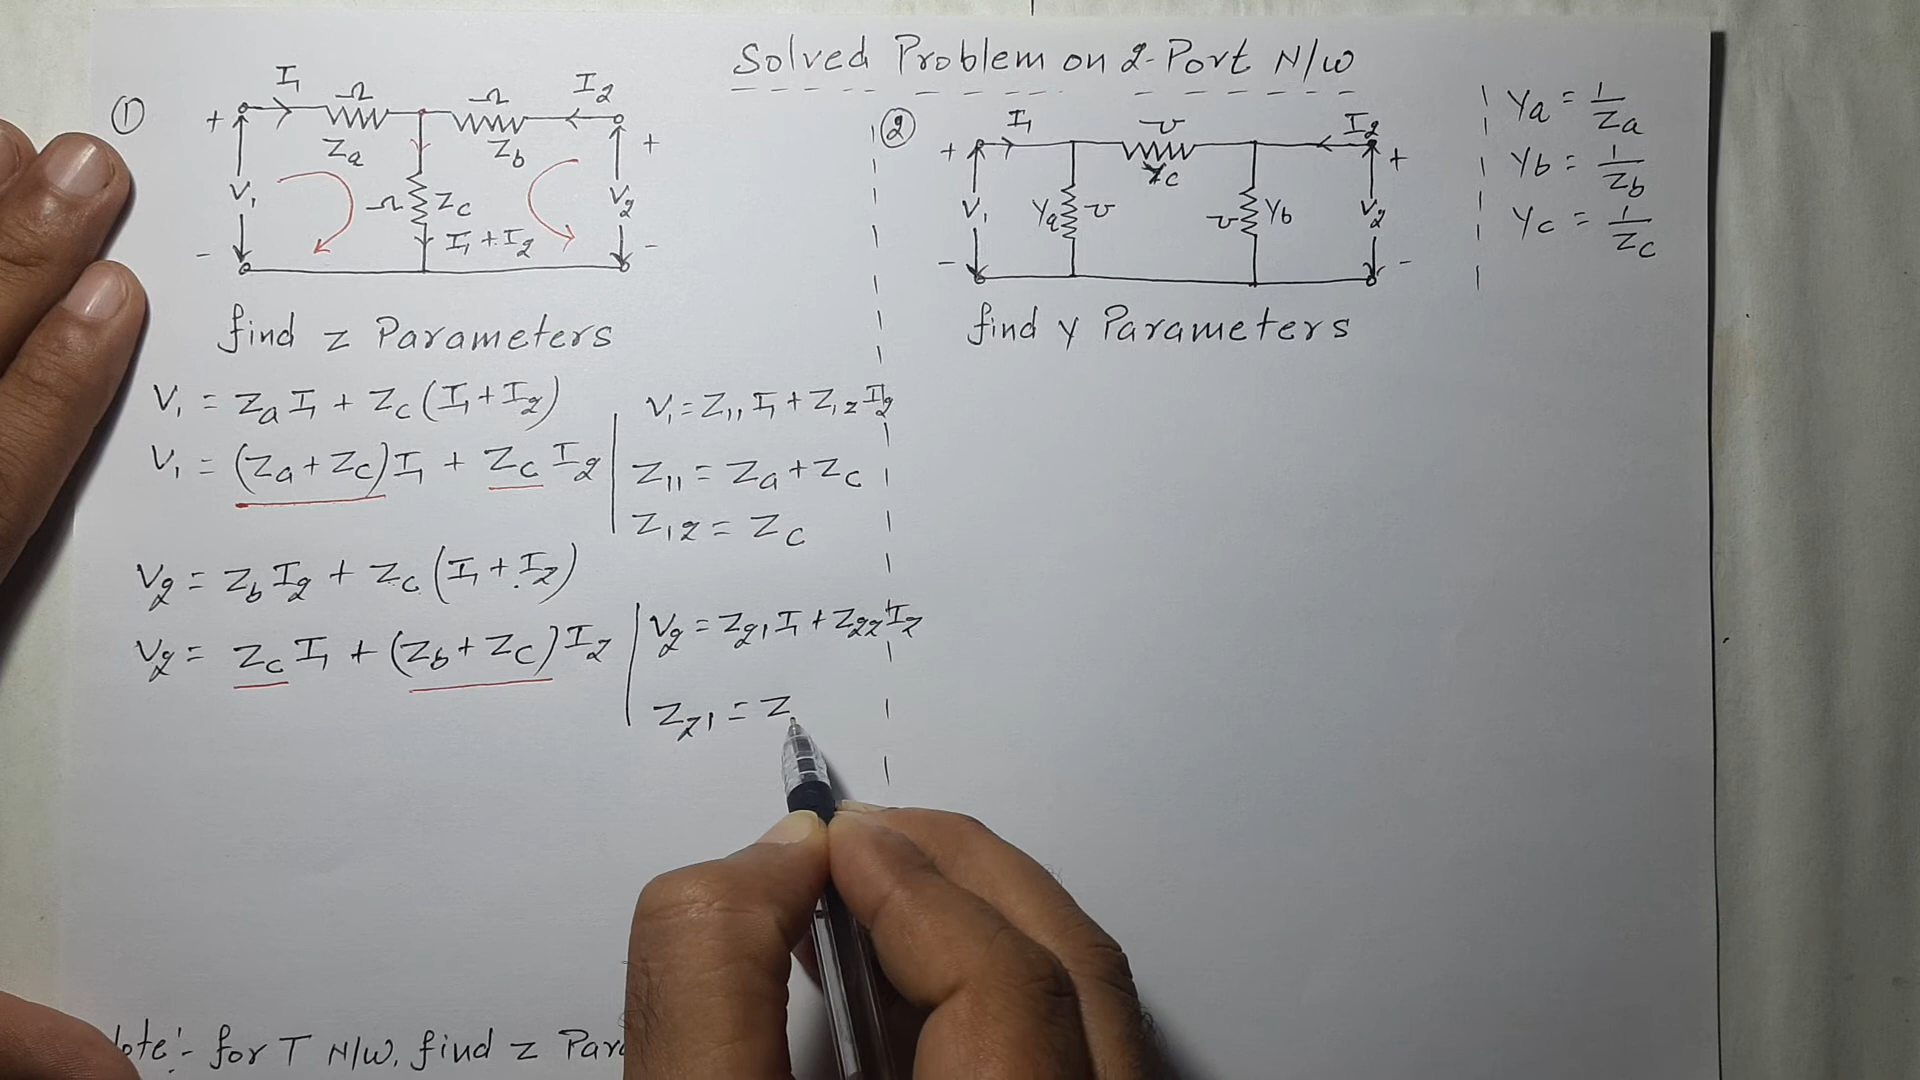 Solved Problem on 2-Port N/W
①
I₁
Ω
Ω
I₂
+
Za
Zb
+
V₁
Ω
Zc
V₂
-
I₁ + I₂
-
find z Parameters
V₁ = Za I₁ + Zc (I₁ + I₂)
V₁ = (Za + Zc) I₁ + Zc I₂
V₁ = Z₁₁ I₁ + Z₁₂ I₂
Z₁₁ = Za + Zc
Z₁₂ = Zc
V₂ = Zb I₂ + Zc (I₁ + I₂)
V₂ = Zc I₁ + (Zb + Zc) I₂
V₂ = Z₂₁ I₁ + Z₂₂ I₂
Z₂₁ = Z
②
I₁
℧
I₂
+
Yc
+
V₁
Ya
℧
℧
Yb
V₂
-
-
find y Parameters
Ya = 1/Za
Yb = 1/Zb
Yc = 1/Zc
:- for T N/W, find z